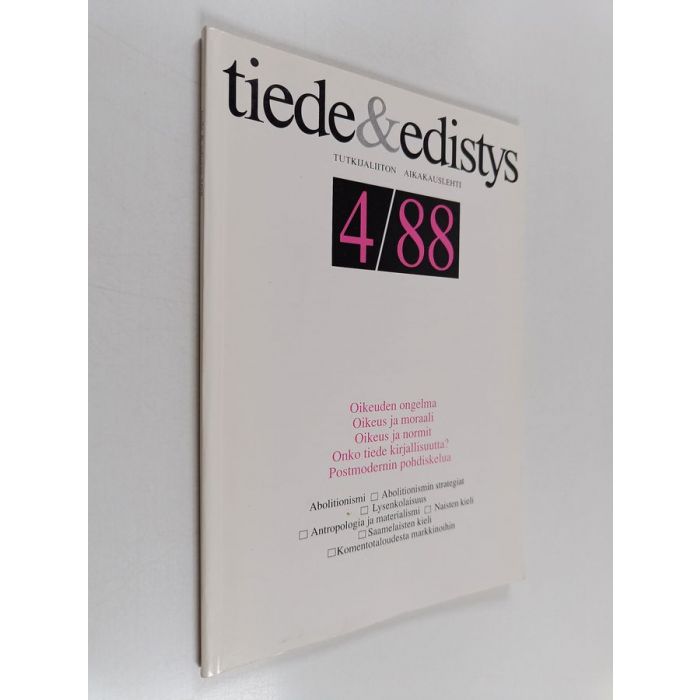 tiede&edistys
TUTKIJALIITON AIKAKAUSLEHTI
4/88
Oikeuden ongelma
Oikeus ja moraali
Oikeus ja normit
Onko tiede kirjallisuutta?
Postmodernin pohdiskelua
Abolitionismi □ Abolitionismin strategiat
□ Lysenkolaisuus
□ Antropologia ja materialismi □ Naisten kieli
□ Saamelaisten kieli
□ Komentotaloudesta markkinoihin